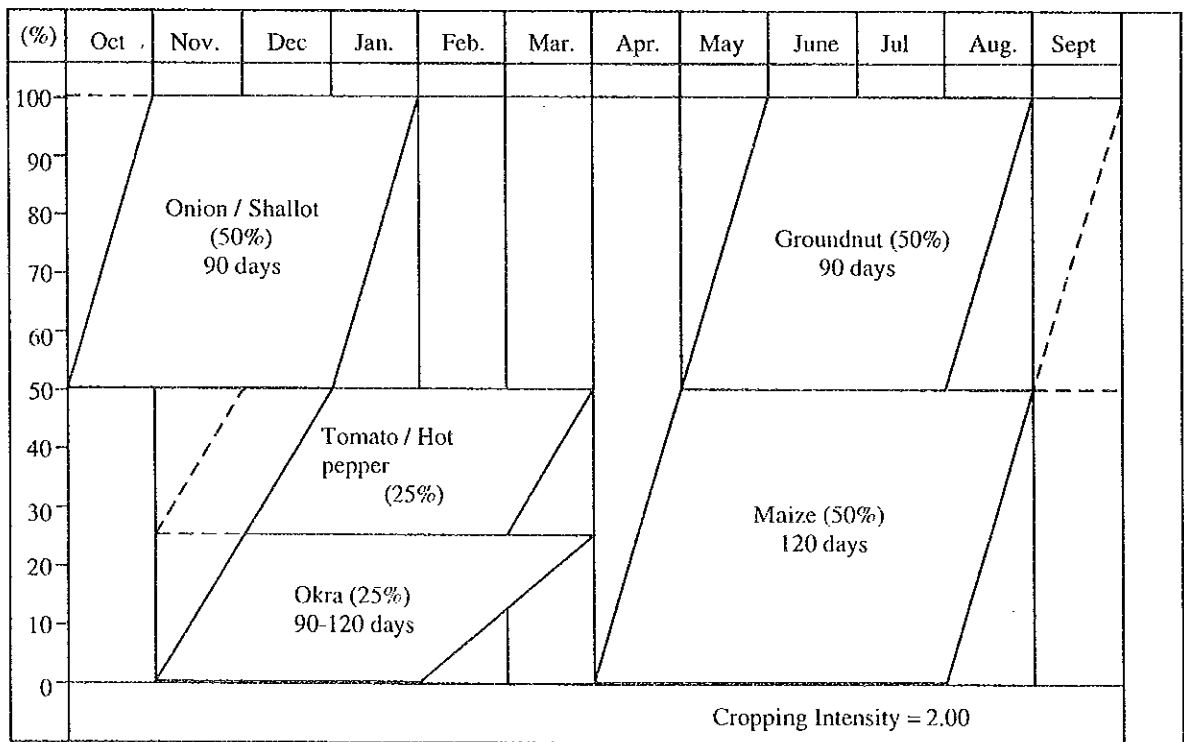 (%) Oct Nov. Dec Jan. Feb. Mar. Apr. May June Jul Aug. Sept
100
90
80
70
60
50
40
30
20
10
0
Onion / Shallot
(50%)
90 days
Tomato / Hot
pepper
(25%)
Okra (25%)
90-120 days
Groundnut (50%)
90 days
Maize (50%)
120 days
Cropping Intensity = 2.00